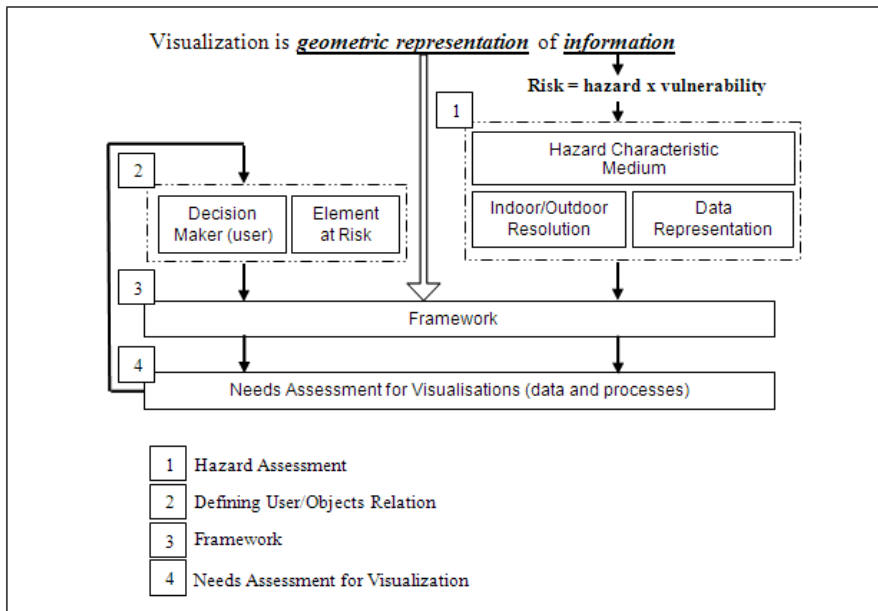 Visualization is geometric representation of information
Risk = hazard x vulnerability
1
Hazard Characteristic
Medium
Indoor/Outdoor
Resolution
Data
Representation
2
Decision
Maker (user)
Element
at Risk
3
Framework
4
Needs Assessment for Visualisations (data and processes)
1 Hazard Assessment
2 Defining User/Objects Relation
3 Framework
4 Needs Assessment for Visualization